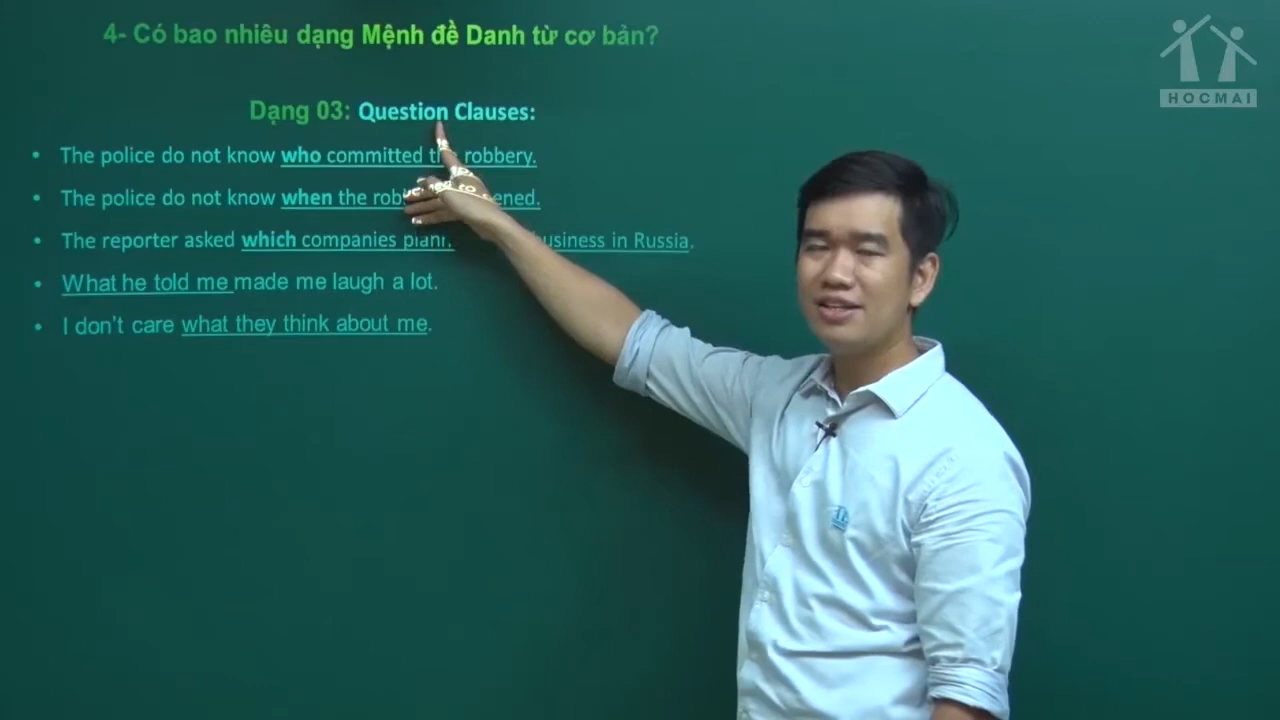 4- Có bao nhiêu dạng Mệnh đề Danh từ cơ bản?
HOCMAI
Dạng 03: Question Clauses:
• The police do not know who committed robbery.
• The police do not know when the
• The reporter asked which companies business in Russia.
• What he told me made me laugh a lot.
• I don't care what they think about me.